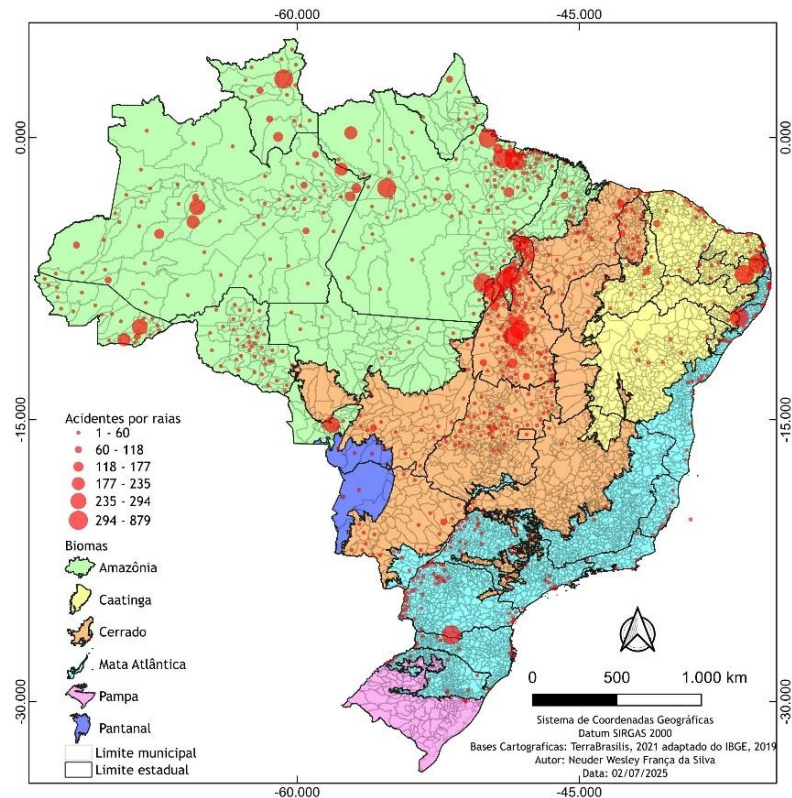 -60.000
-45.000
0.000
0.000
-15.000
-15.000
-30.000
-30.000
Acidentes por raias
1 - 60
60 - 118
118 - 177
177 - 235
235 - 294
294 - 879
Biomas
Amazônia
Caatinga
Cerrado
Mata Atlântica
Pampa
Pantanal
Limite municipal
Limite estadual
0 500 1.000 km
Sistema de Coordenadas Geográficas
Datum SIRGAS 2000
Bases Cartograficas: TerraBrasilis, 2021 adaptado do IBGE, 2019
Autor: Neuder Wesley França da Silva
Data: 02/07/2025
-60.000
-45.000